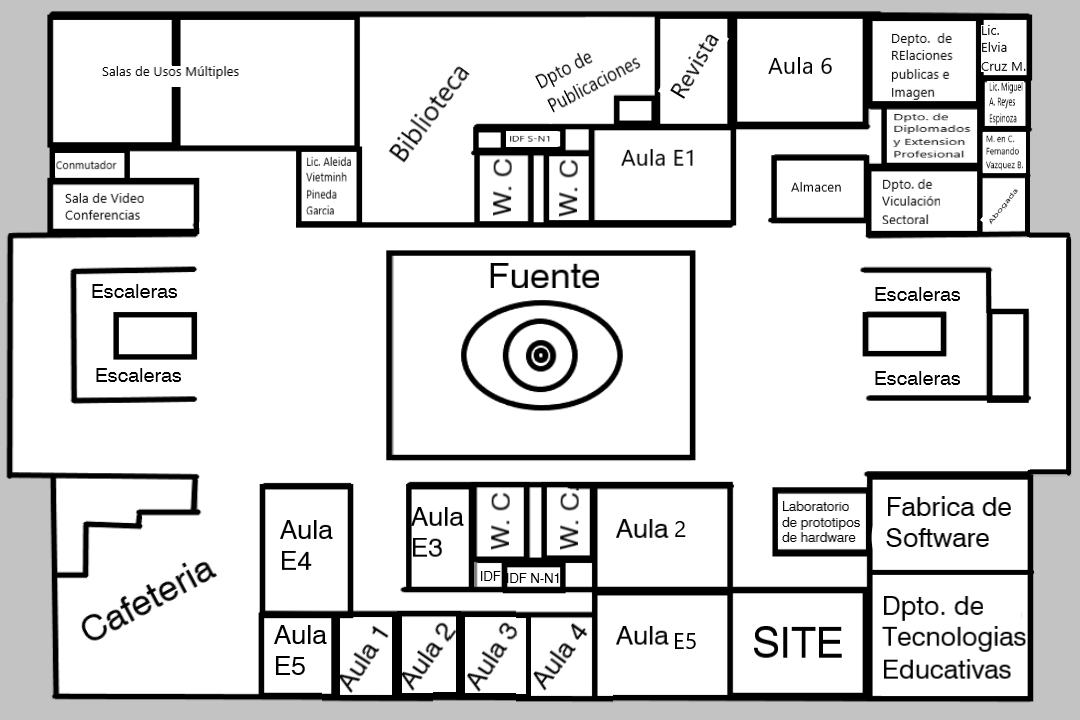 Salas de Usos Múltiples
Biblioteca
Dpto de
Publicaciones
Revista
Aula 6
Depto. de
RElaciones
publicas e
Imagen
Lic.
Elvia
Cruz M.
Lic. Miguel
A. Reyes
Espinoza
Dpto. de
Diplomados
y Extension
Profesional
M. en C.
Fernando
Vazquez B.
Conmutador
Sala de Video
Conferencias
Lic. Aleida
Vietminh
Pineda
Garcia
IDF S-N1
W. C
W. C
Aula E1
Almacen
Dpto. de
Viculación
Sectoral
Abogada
Escaleras
Escaleras
Fuente
Escaleras
Escaleras
Cafeteria
Aula
E4
Aula
E3
W. C
W. C
IDF
IDF N-N1
Aula 2
Laboratorio
de prototipos
de hardware
Fabrica de
Software
Aula
E5
Aula 1
Aula 2
Aula 3
Aula 4
Aula E5
SITE
Dpto. de
Tecnologias
Educativas